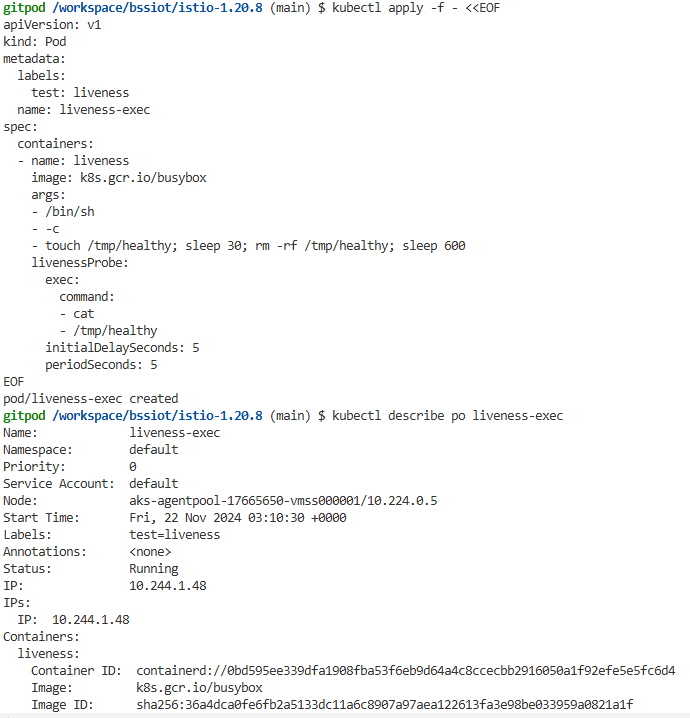 gitpod /workspace/bssiot/istio-1.20.8 (main) $ kubectl apply -f - <<EOF
apiVersion: v1
kind: Pod
metadata:
  labels:
    test: liveness
  name: liveness-exec
spec:
  containers:
  - name: liveness
    image: k8s.gcr.io/busybox
    args:
    - /bin/sh
    - -c
    - touch /tmp/healthy; sleep 30; rm -rf /tmp/healthy; sleep 600
    livenessProbe:
      exec:
        command:
        - cat
        - /tmp/healthy
      initialDelaySeconds: 5
      periodSeconds: 5
EOF
pod/liveness-exec created
gitpod /workspace/bssiot/istio-1.20.8 (main) $ kubectl describe po liveness-exec
Name:             liveness-exec
Namespace:        default
Priority:         0
Service Account:  default
Node:             aks-agentpool-17665650-vmss000001/10.224.0.5
Start Time:       Fri, 22 Nov 2024 03:10:30 +0000
Labels:           test=liveness
Annotations:      <none>
Status:           Running
IP:               10.244.1.48
IPs:
  IP:  10.244.1.48
Containers:
  liveness:
    Container ID:  containerd://0bd595ee339dfa1908fba53f6eb9d64a4c8ccecbb2916050a1f92efe5e5fc6d4
    Image:         k8s.gcr.io/busybox
    Image ID:      sha256:36a4dca0fe6fb2a5133dc11a6c8907a97aea122613fa3e98be033959a0821a1f